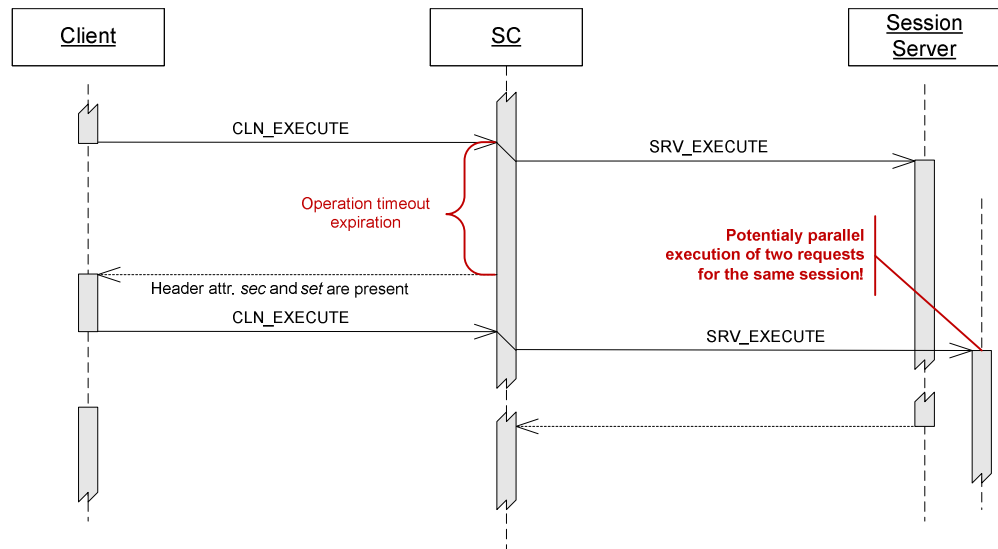 Client
SC
Session
Server
CLN_EXECUTE
SRV_EXECUTE
Operation timeout
expiration
Potentialy parallel
execution of two requests
for the same session!
Header attr. sec and set are present
CLN_EXECUTE
SRV_EXECUTE